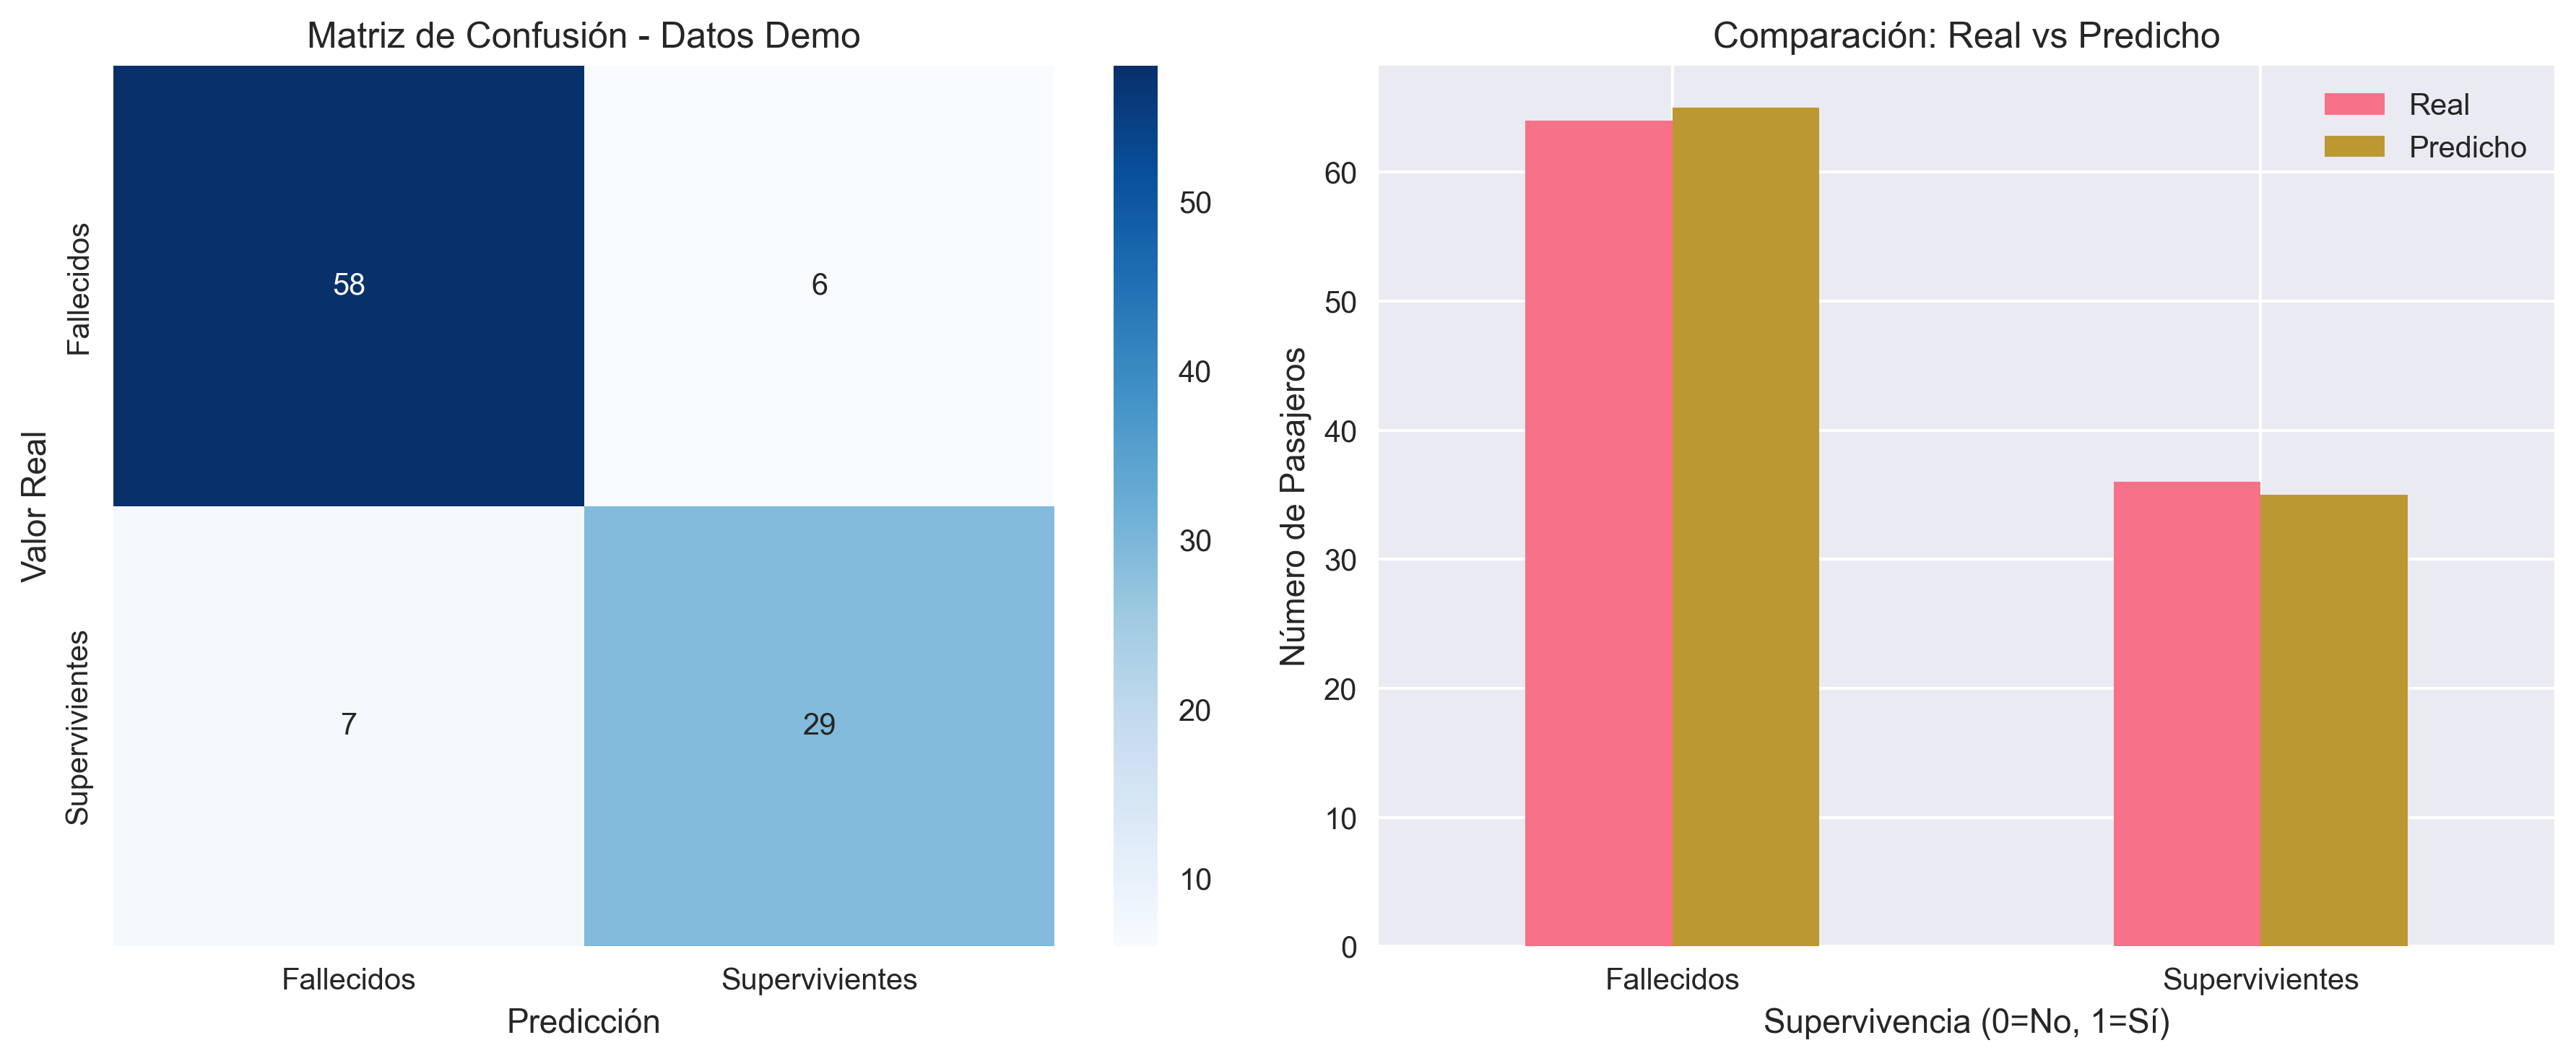 Matriz de Confusión - Datos Demo
Valor Real
Fallecidos
Supervivientes
58
6
7
29
Fallecidos
Supervivientes
Predicción
50
40
30
20
10
Comparación: Real vs Predicho
Real
Predicho
Número de Pasajeros
60
50
40
30
20
10
0
Fallecidos
Supervivientes
Supervivencia (0=No, 1=Sí)